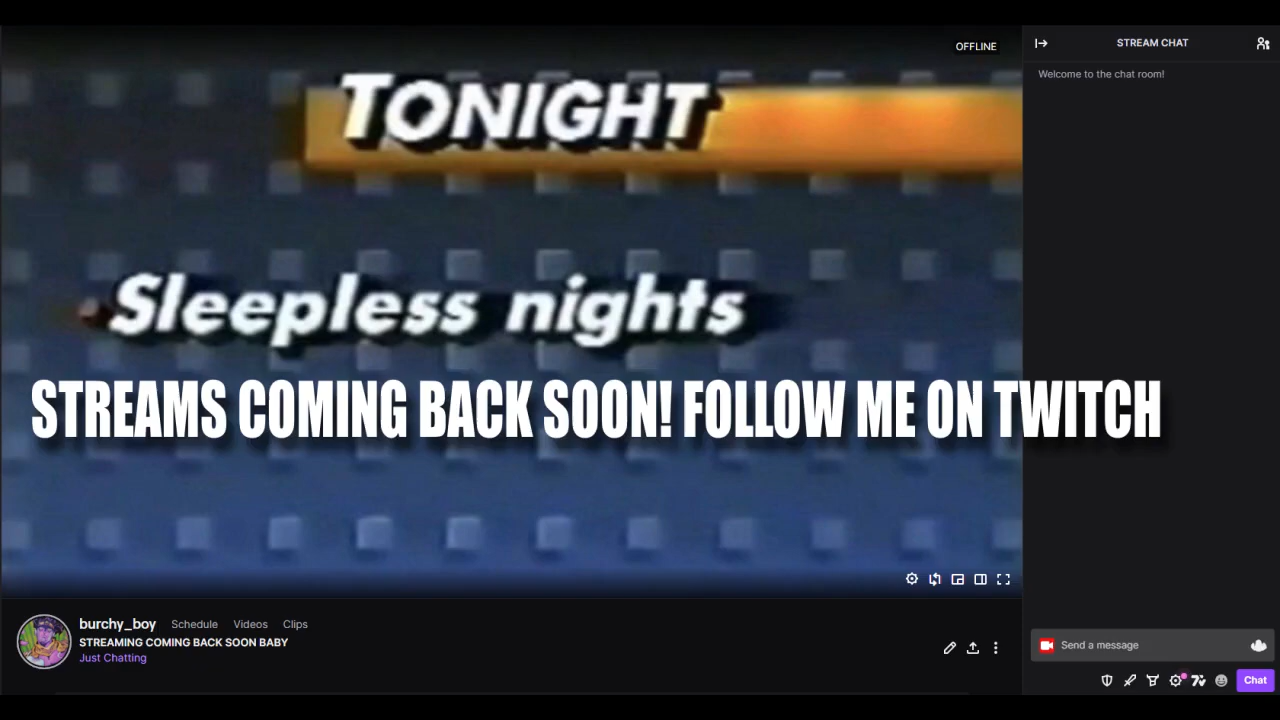 OFFLINE
STREAM CHAT
Welcome to the chat room!
TONIGHT
Sleepless nights
STREAMS COMING BACK SOON! FOLLOW ME ON TWITCH
burchy_boy Schedule Videos Clips
STREAMING COMING BACK SOON BABY
Just Chatting
Send a message
Chat